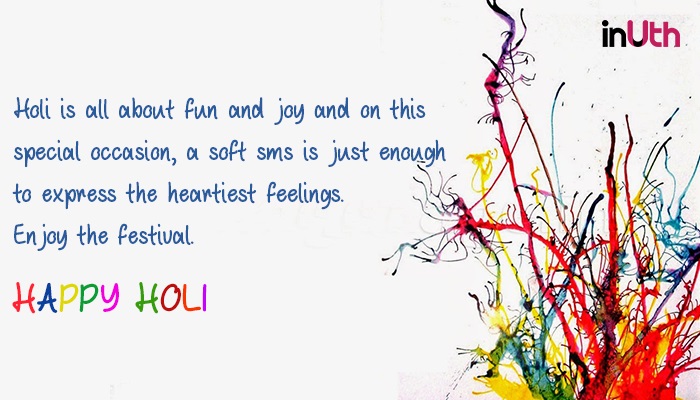 inUth
Holi is all about fun and joy and on this
special occasion, a soft sms is just enough
to express the heartiest feelings.
Enjoy the festival.
HAPPY HOLI